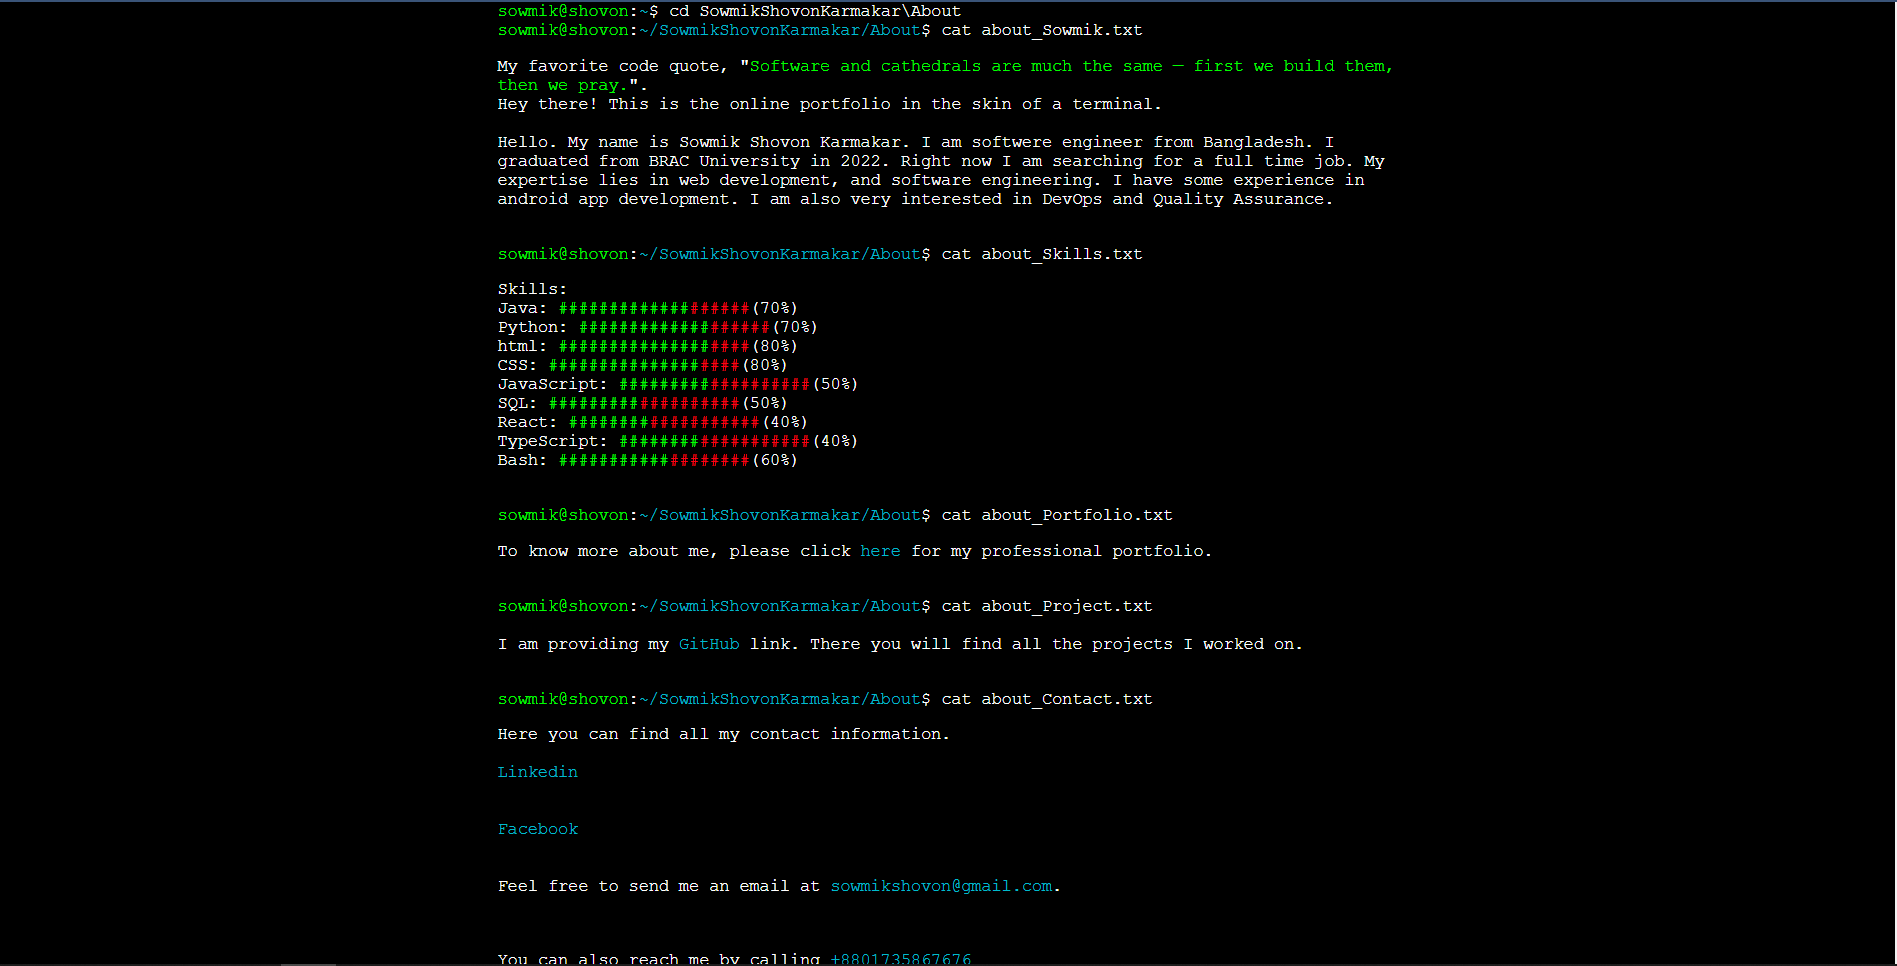 sowmik@shovon:~$ cd SowmikShovonKarmakar\About
sowmik@shovon:~/SowmikShovonKarmakar/About$ cat about_Sowmik.txt
My favorite code quote, "Software and cathedrals are much the same — first we build them,
then we pray.".
Hey there! This is the online portfolio in the skin of a terminal.
Hello. My name is Sowmik Shovon Karmakar. I am softwere engineer from Bangladesh. I
graduated from BRAC University in 2022. Right now I am searching for a full time job. My
expertise lies in web development, and software engineering. I have some experience in
android app development. I am also very interested in DevOps and Quality Assurance.
sowmik@shovon:~/SowmikShovonKarmakar/About$ cat about_Skills.txt
Skills:
Java: ###################(70%)
Python: ###################(70%)
html: ###################(80%)
CSS: ###################(80%)
JavaScript: ###################(50%)
SQL: ###################(50%)
React: ###################(40%)
TypeScript: ###################(40%)
Bash: ###################(60%)
sowmik@shovon:~/SowmikShovonKarmakar/About$ cat about_Portfolio.txt
To know more about me, please click here for my professional portfolio.
sowmik@shovon:~/SowmikShovonKarmakar/About$ cat about_Project.txt
I am providing my GitHub link. There you will find all the projects I worked on.
sowmik@shovon:~/SowmikShovonKarmakar/About$ cat about_Contact.txt
Here you can find all my contact information.
Linkedin
Facebook
Feel free to send me an email at sowmikshovon@gmail.com.
You can also reach me by calling +8801735867676